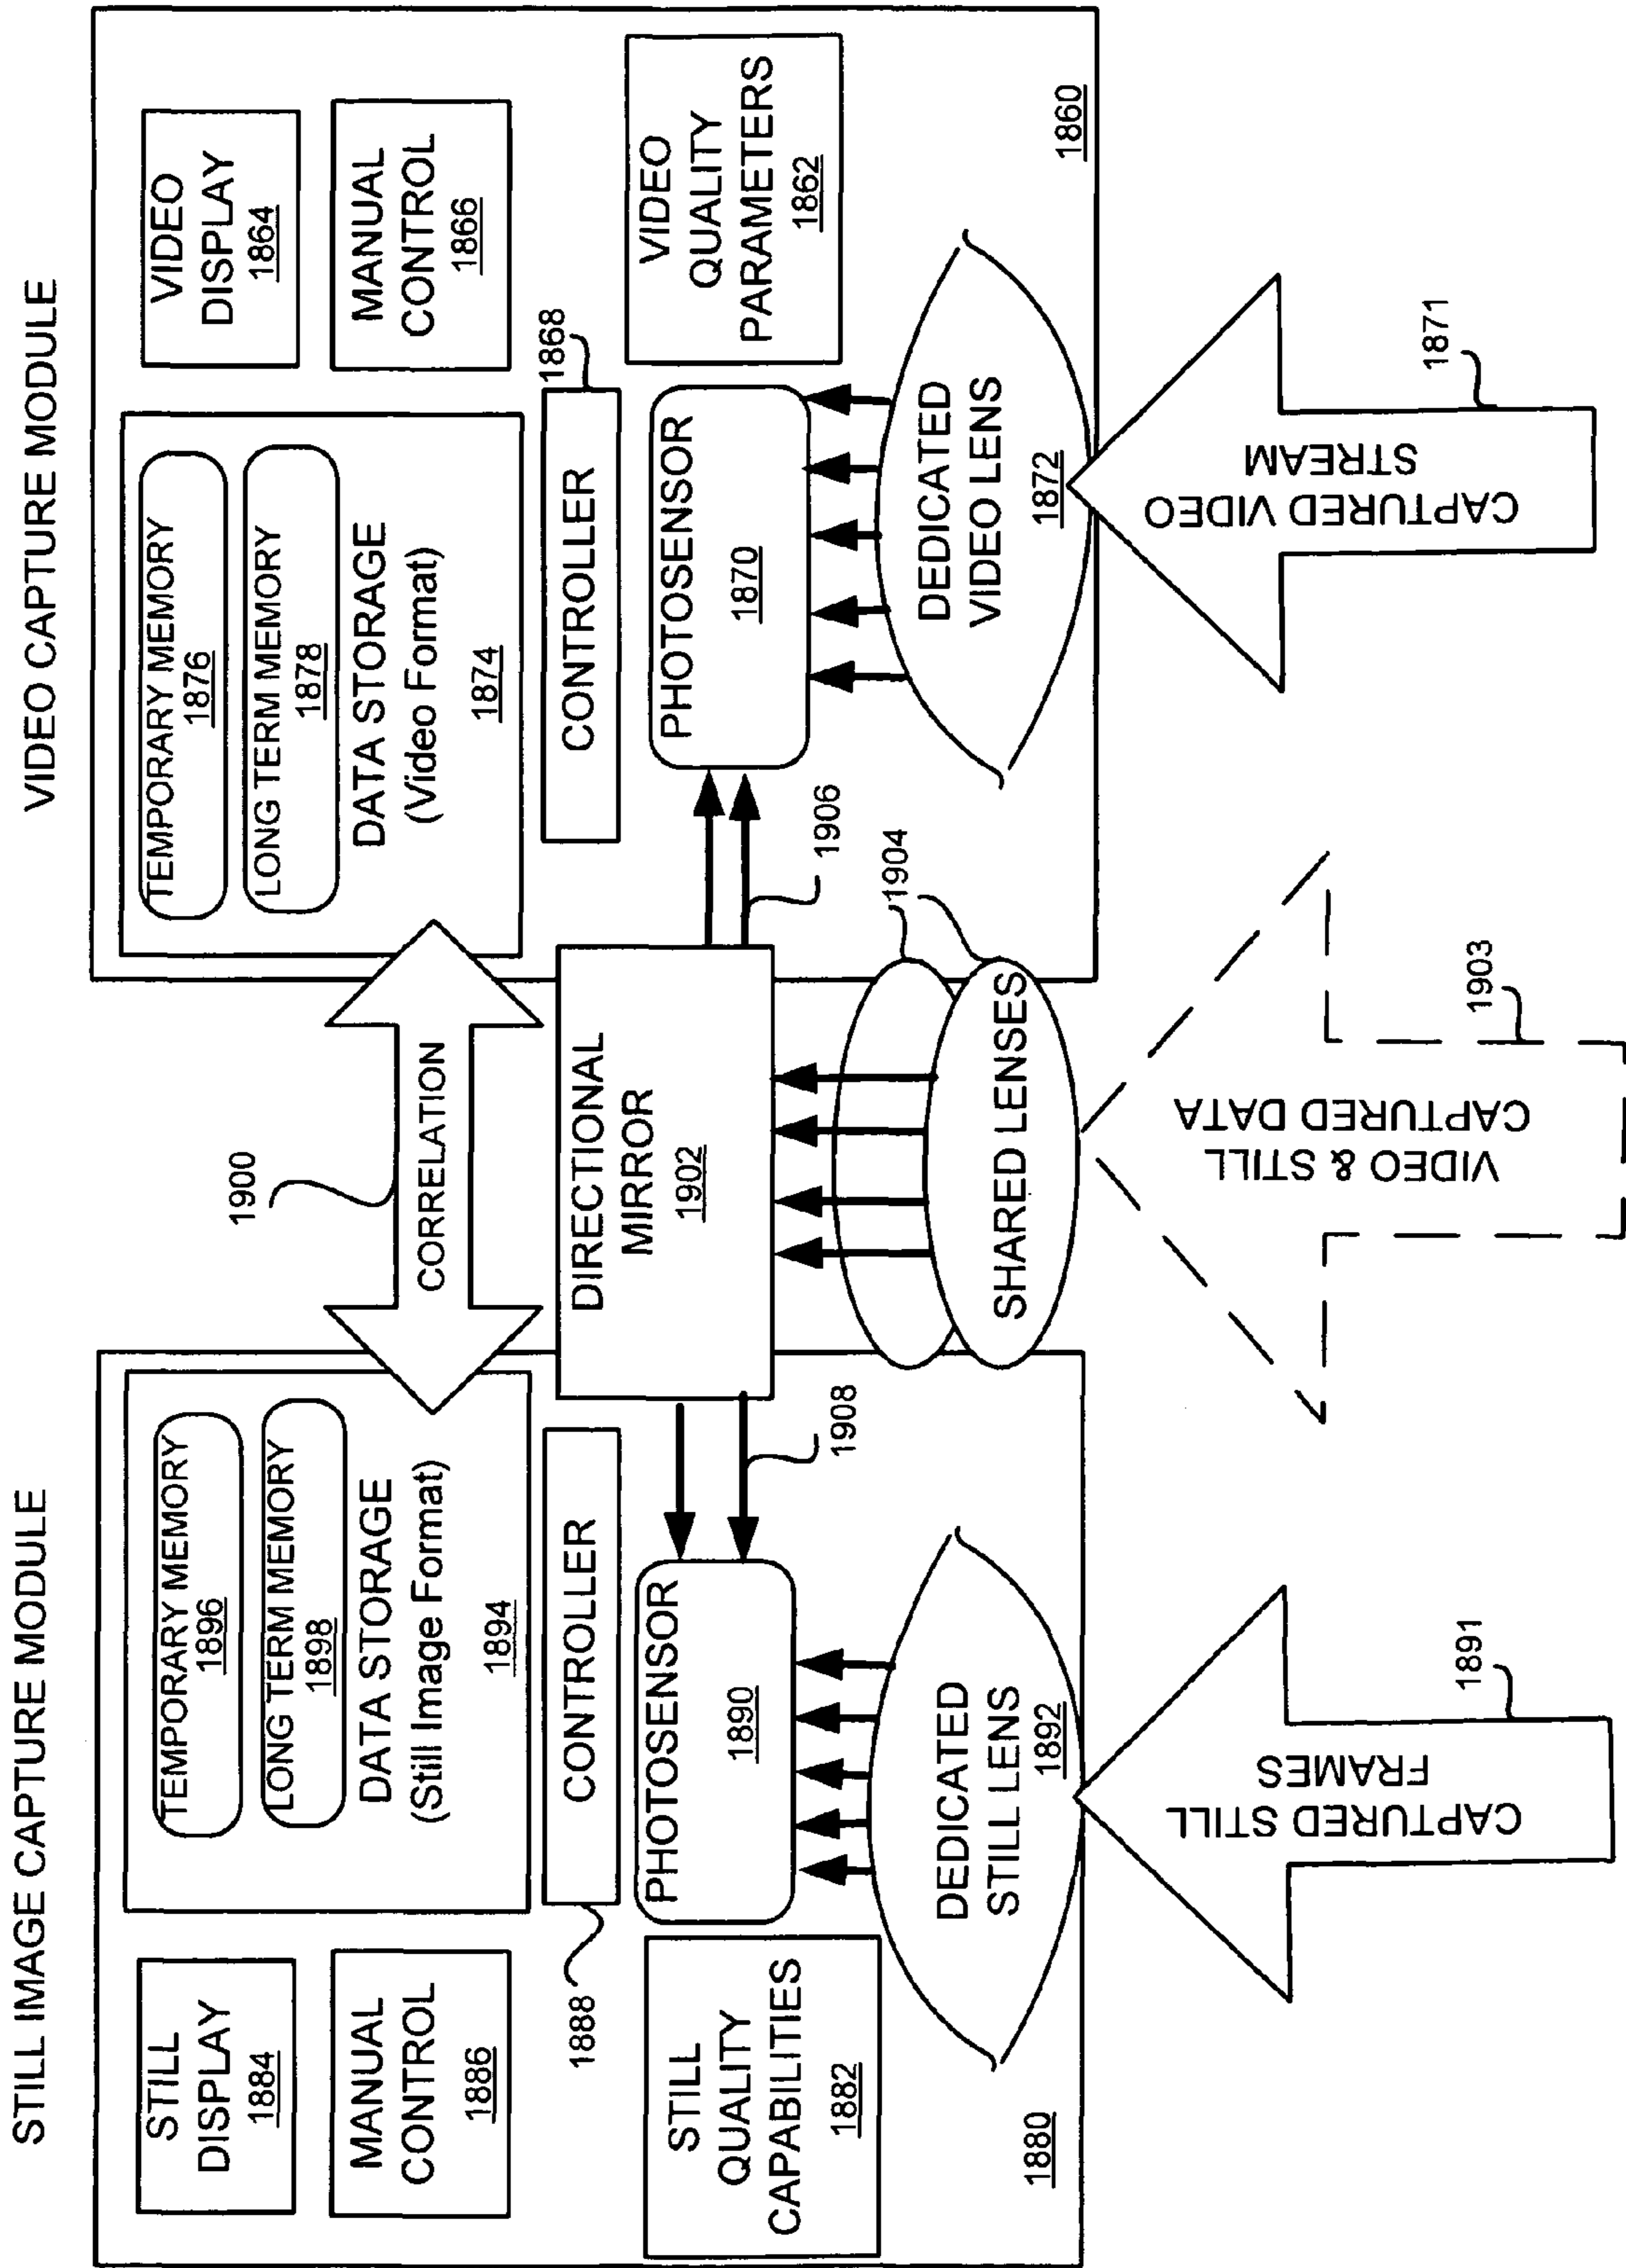 STILL IMAGE CAPTURE MODULE
STILL
DISPLAY
1884
MANUAL
CONTROL
1886
TEMPORARY MEMORY
1896
LONG TERM MEMORY
1898
DATA STORAGE
(Still Image Format)
1894
1888
CONTROLLER
STILL
QUALITY
CAPABILITIES
1882
PHOTOSENSOR
1890
1908
DEDICATED
STILL LENS
1892
1880
CAPTURED STILL
FRAMES
1891
1900
CORRELATION
DIRECTIONAL
MIRROR
1902
SHARED LENSES
1904
VIDEO & STILL
CAPTURED DATA
1903
VIDEO CAPTURE MODULE
TEMPORARY MEMORY
1876
LONG TERM MEMORY
1878
DATA STORAGE
(Video Format)
1874
VIDEO
DISPLAY
1864
MANUAL
CONTROL
1866
CONTROLLER
1868
1906
PHOTOSENSOR
1870
VIDEO
QUALITY
PARAMETERS
1862
DEDICATED
VIDEO LENS
1872
1860
CAPTURED VIDEO
STREAM
1871